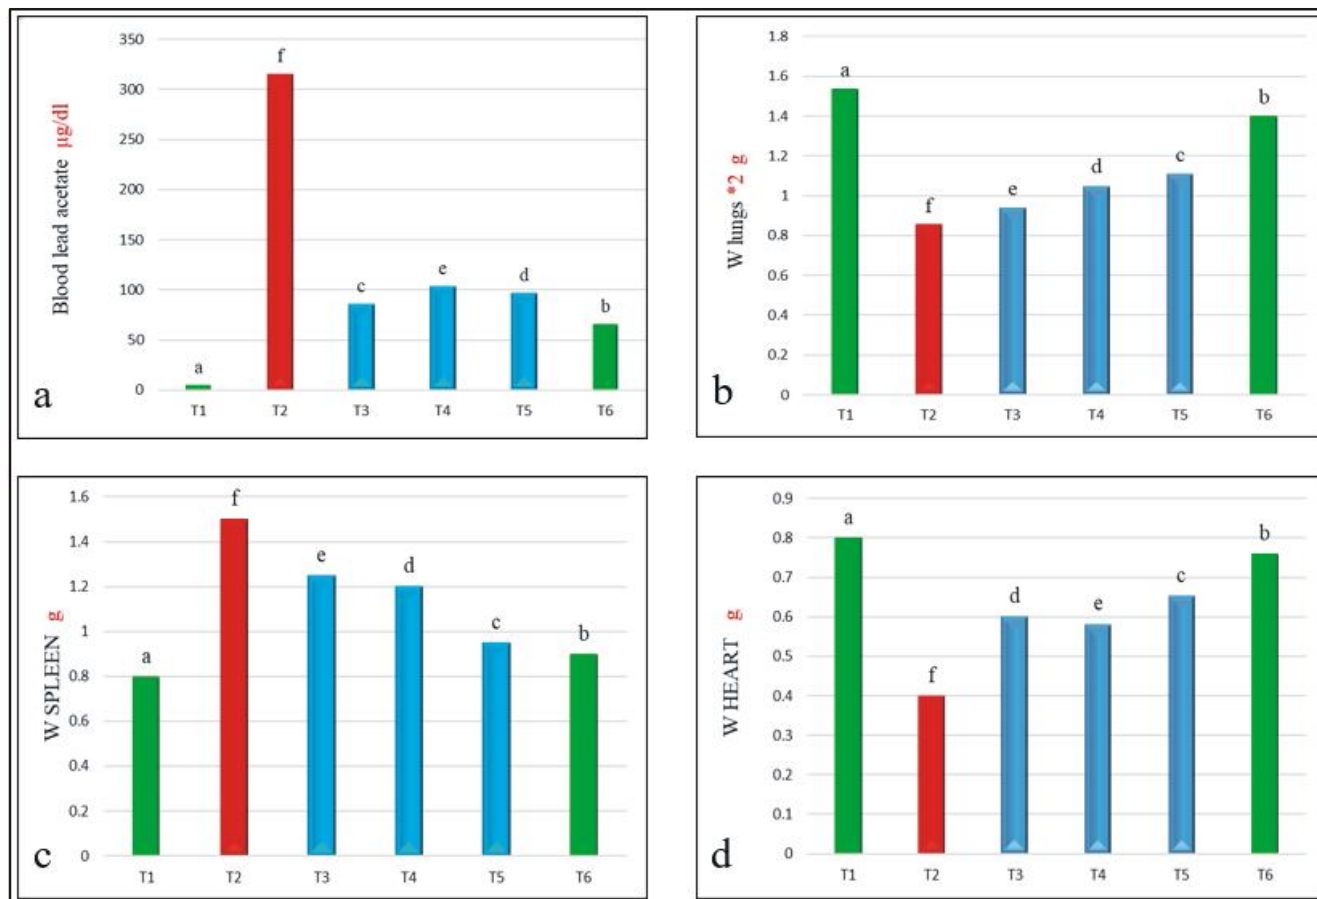 350
300
250
200
150
100
50
0
Blood lead acetate µg/dl
f
e
d
c
b
a
T1 T2 T3 T4 T5 T6
a
1.8
1.6
1.4
1.2
1
0.8
0.6
0.4
0.2
0
W lungs *2 g
a
b
c
d
e
f
T1 T2 T3 T4 T5 T6
b
1.6
1.4
1.2
1
0.8
0.6
0.4
0.2
0
W SPLEEN g
f
e
d
a
c
b
T1 T2 T3 T4 T5 T6
c
0.9
0.8
0.7
0.6
0.5
0.4
0.3
0.2
0.1
0
W HEART g
a
b
c
d
e
f
T1 T2 T3 T4 T5 T6
d